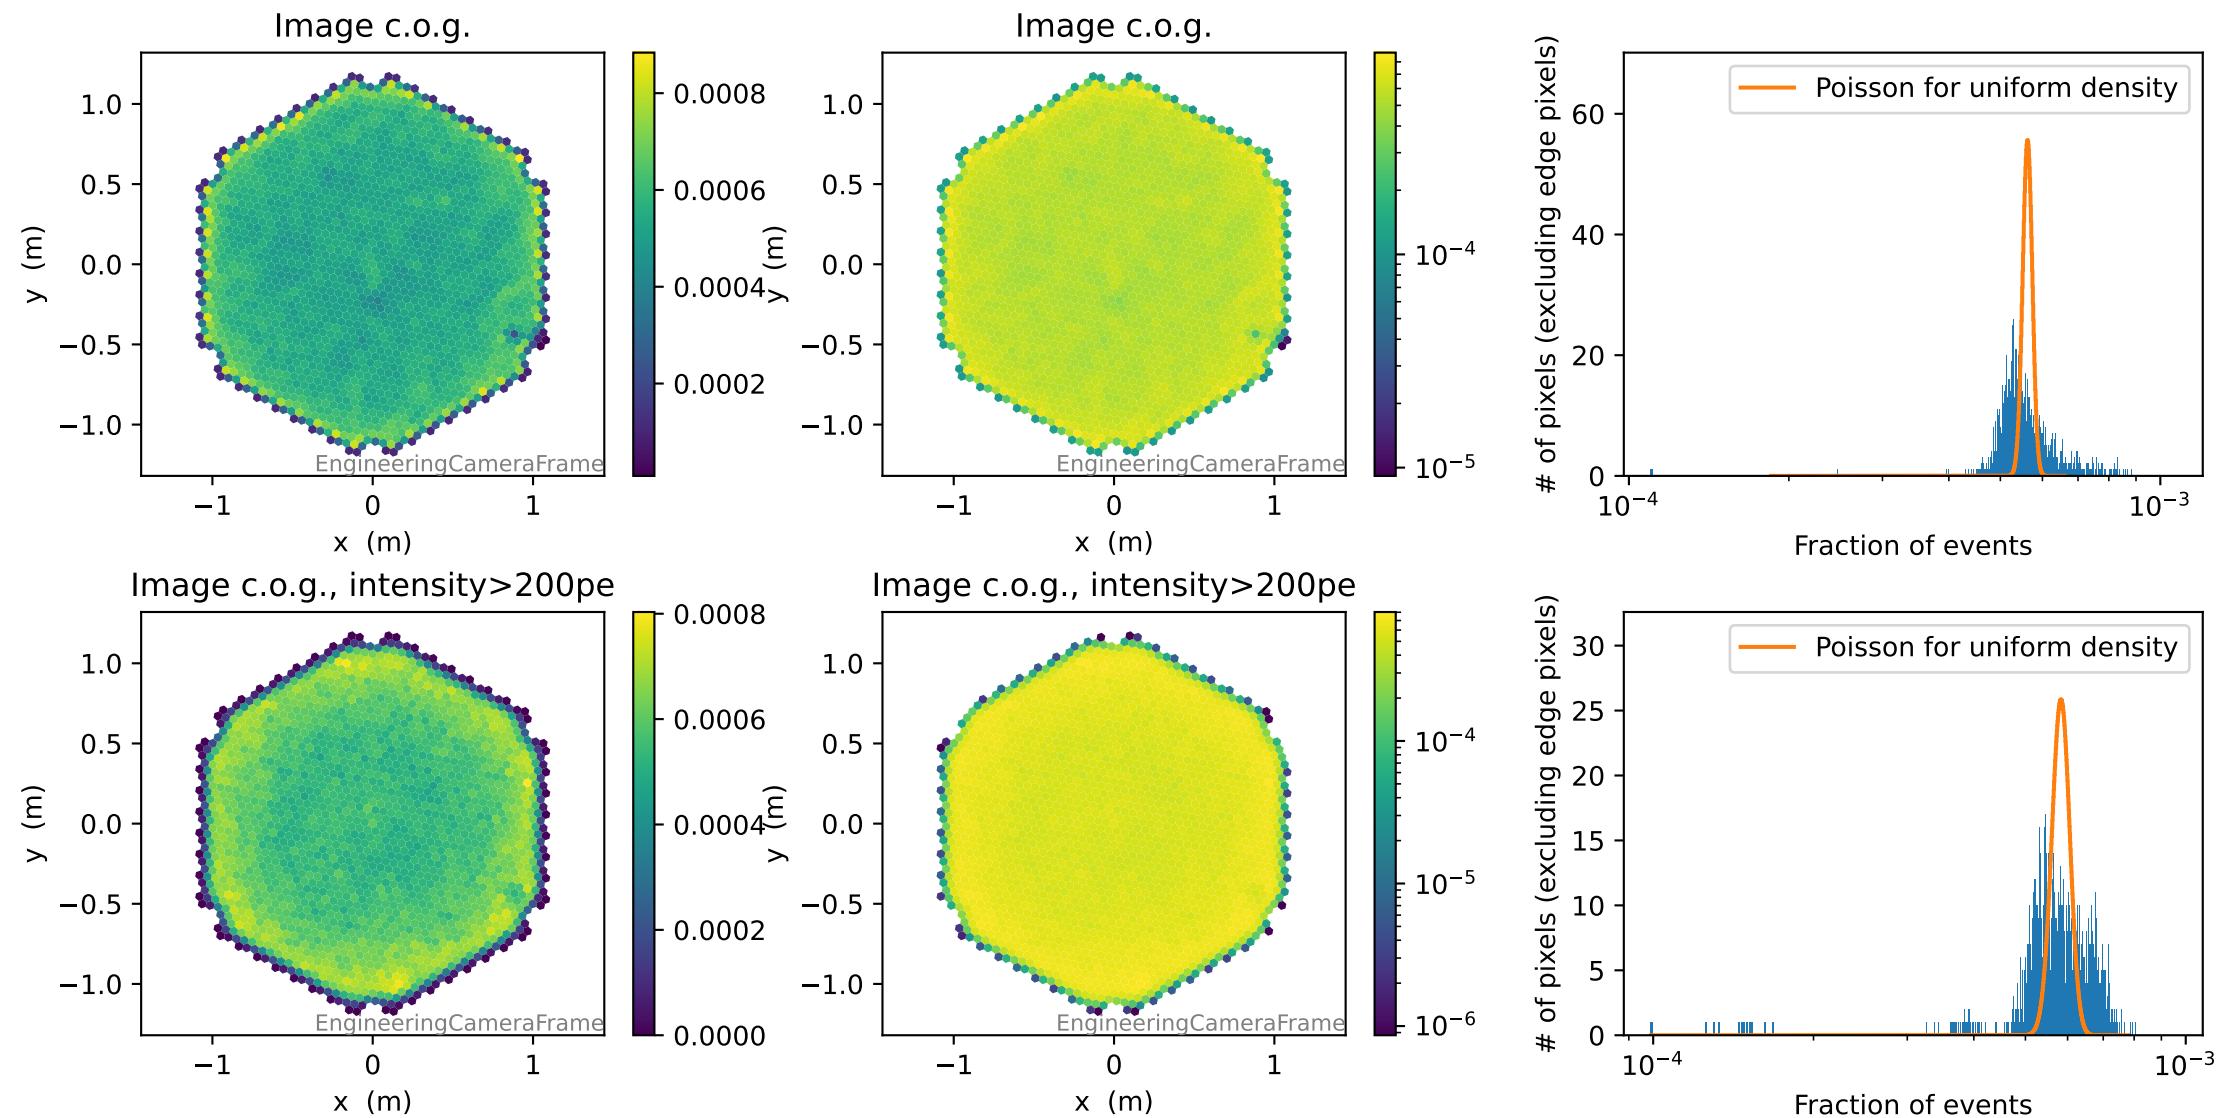 Image c.o.g.
y (m)
1.0
0.5
0.0
−0.5
−1.0
−1 0 1
x (m)
EngineeringCameraFrame
0.0008
0.0006
0.0004
0.0002
Image c.o.g.
y (m)
1.0
0.5
0.0
−0.5
−1.0
−1 0 1
x (m)
EngineeringCameraFrame
10⁻⁴
10⁻⁵
# of pixels (excluding edge pixels)
60
40
20
0
Poisson for uniform density
10⁻⁴ 10⁻³
Fraction of events
Image c.o.g., intensity>200pe
y (m)
1.0
0.5
0.0
−0.5
−1.0
−1 0 1
x (m)
EngineeringCameraFrame
0.0008
0.0006
0.0004
0.0002
0.0000
Image c.o.g., intensity>200pe
y (m)
1.0
0.5
0.0
−0.5
−1.0
−1 0 1
x (m)
EngineeringCameraFrame
10⁻⁴
10⁻⁵
10⁻⁶
# of pixels (excluding edge pixels)
30
25
20
15
10
5
0
Poisson for uniform density
10⁻⁴ 10⁻³
Fraction of events